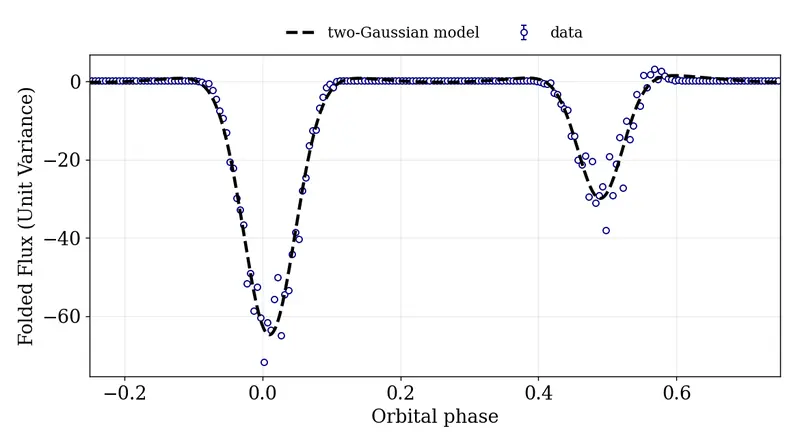 two-Gaussian model
data
Folded Flux (Unit Variance)
0
−20
−40
−60
−0.2
0.0
0.2
0.4
0.6
Orbital phase